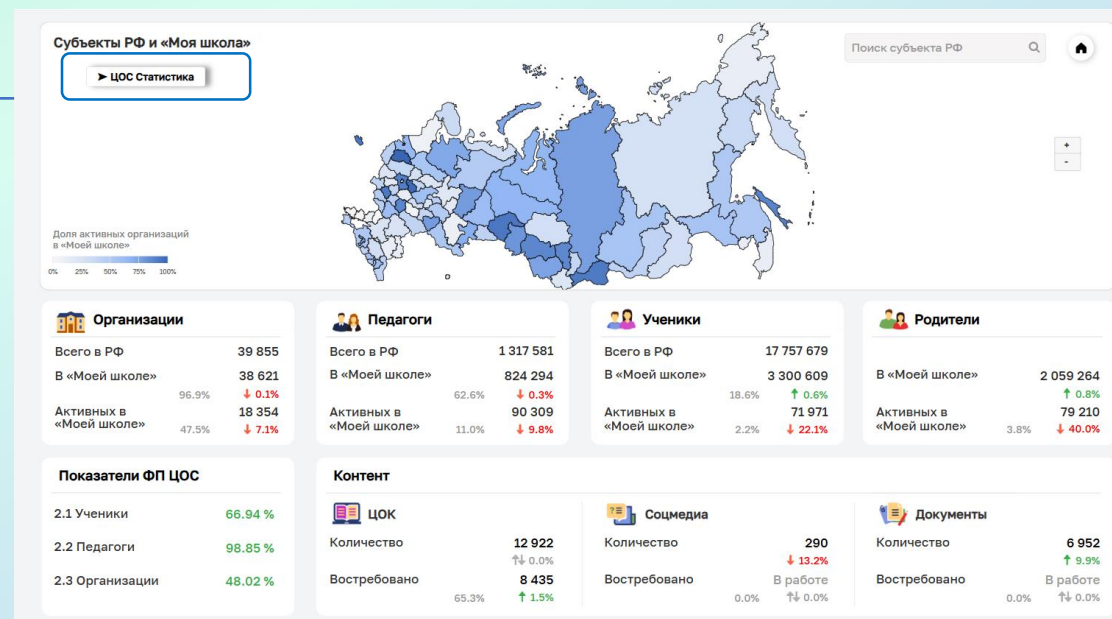 Субъекты РФ и «Моя школа»
➤ ЦОС Статистика
Поиск субъекта РФ
+
-
Доля активных организаций
в «Моей школе»
0% 25% 50% 75% 100%
Организации
Всего в РФ 39 855
В «Моей школе» 38 621
96.9% ↓ 0.1%
Активных в 18 354
«Моей школе» 47.5% ↓ 7.1%
Педагоги
Всего в РФ 1 317 581
В «Моей школе» 824 294
62.6% ↓ 0.3%
Активных в 90 309
«Моей школе» 11.0% ↓ 9.8%
Ученики
Всего в РФ 17 757 679
В «Моей школе» 3 300 609
18.6% ↑ 0.6%
Активных в 71 971
«Моей школе» 2.2% ↓ 22.1%
Родители
В «Моей школе» 2 059 264
↑ 0.8%
Активных в 79 210
«Моей школе» 3.8% ↓ 40.0%
Показатели ФП ЦОС
2.1 Ученики 66.94 %
2.2 Педагоги 98.85 %
2.3 Организации 48.02 %
Контент
ЦОК
Количество 12 922
↑↓ 0.0%
Востребовано 8 435
65.3% ↑ 1.5%
Соцмедиа
Количество 290
↓ 13.2%
Востребовано В работе
0.0% ↑↓ 0.0%
Документы
Количество 6 952
↑ 9.9%
Востребовано В работе
0.0% ↑↓ 0.0%